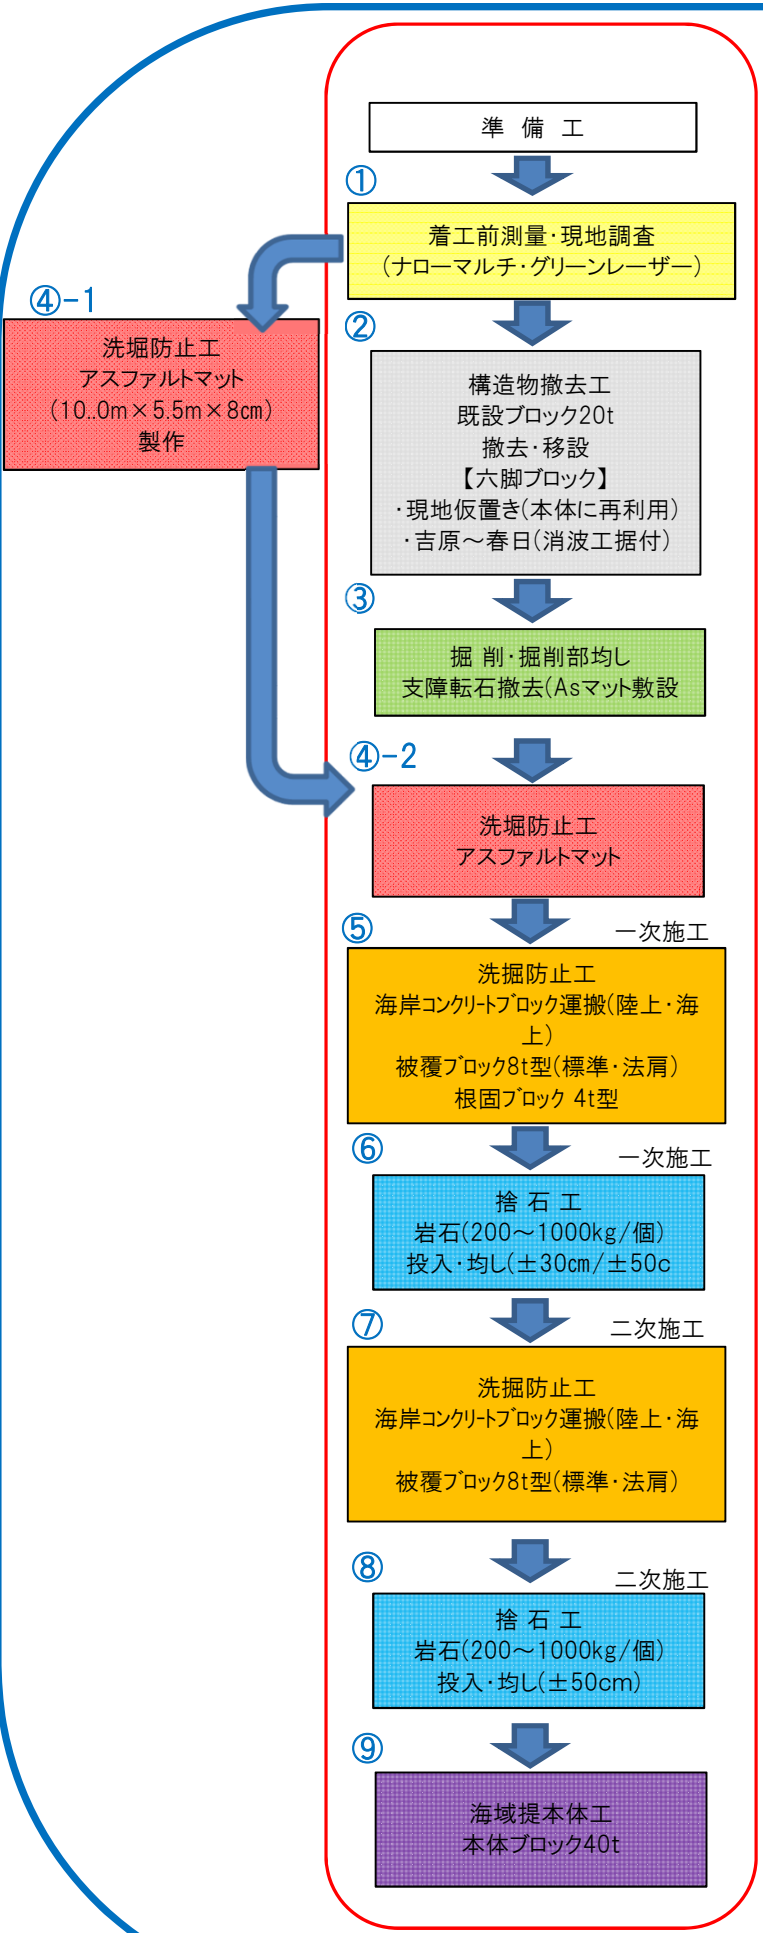 準 備 工
①
着工前測量・現地調査
(ナローマルチ・グリーンレーザー)
④-1
洗堀防止工
アスファルトマット
(10..0m×5.5m×8㎝)
製作
②
構造物撤去工
既設ブロック20t
撤去・移設
【六脚ブロック】
・現地仮置き(本体に再利用)
・吉原～春日(消波工据付)
③
掘 削・掘削部均し
支障転石撤去(Asマット敷設
④-2
洗堀防止工
アスファルトマット
⑤
一次施工
洗掘防止工
海岸コンクリートブロック運搬(陸上・海
上)
被覆ブロック8t型(標準・法肩)
根固ブロック 4t型
⑥
一次施工
捨 石 工
岩石(200～1000kg/個)
投入・均し(±30㎝/±50c
⑦
二次施工
洗掘防止工
海岸コンクリートブロック運搬(陸上・海
上)
被覆ブロック8t型(標準・法肩)
⑧
二次施工
捨 石 工
岩石(200～1000kg/個)
投入・均し(±50cm)
⑨
海域提本体工
本体ブロック40t